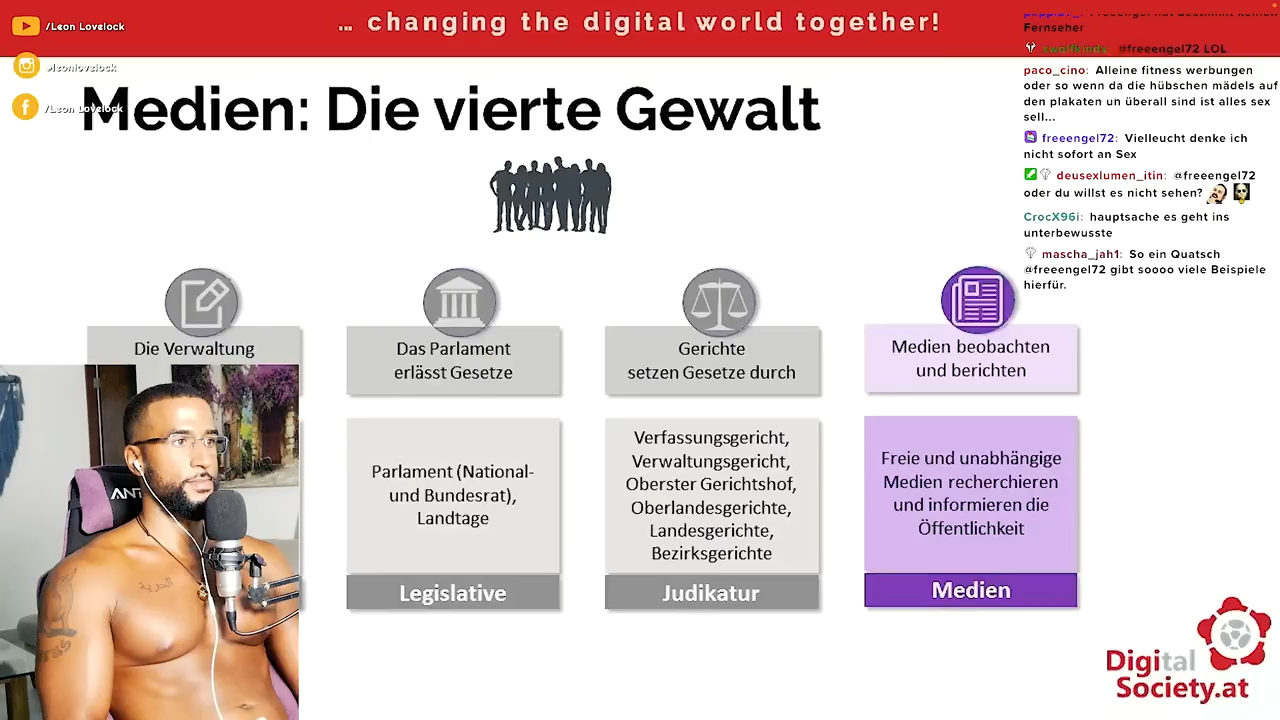 … changing the digital world together!
/Leon Lovelock
leonlovelock
/Leon Lovelock
Medien: Die vierte Gewalt
Fernseher
@freeengel72 LOL
paco_cino: Alleine fitness werbungen
oder so wenn da die hübschen mädels auf
den plakaten un überall sind ist alles sex
sell...
freeengel72: Vielleucht denke ich
nicht sofort an Sex
deusexlumen_itin: @freeengel72
oder du willst es nicht sehen?
CrocX96i: hauptsache es geht ins
unterbewusste
mascha_jah1: So ein Quatsch
@freeengel72 gibt soooo viele Beispiele
hierfür.
Die Verwaltung
Das Parlament
erlässt Gesetze
Gerichte
setzen Gesetze durch
Medien beobachten
und berichten
Parlament (National-
und Bundesrat),
Landtage
Legislative
Verfassungsgericht,
Verwaltungsgericht,
Oberster Gerichtshof,
Oberlandesgerichte,
Landesgerichte,
Bezirksgerichte
Judikatur
Freie und unabhängige
Medien recherchieren
und informieren die
Öffentlichkeit
Medien
AN
Digital
Society.at